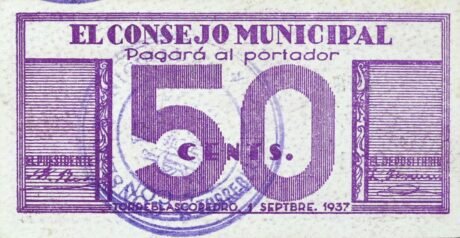 EL CONSEJO MUNICIPAL
Pagará al portador
50
CENTS.
EL PRESIDENTE
EL DEPOSITARIO
TORREBLASCOPEDRO, 1 SEPTBRE. 1937